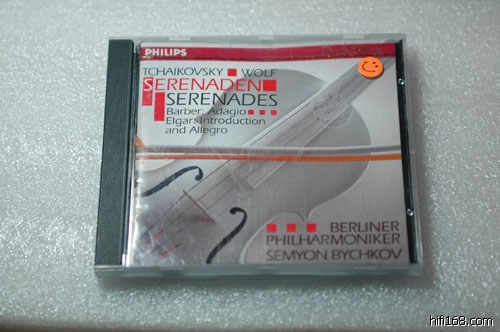 PHILIPS
TCHAIKOVSKY WOLF
SERENADEN
SERENADES
Barber: Adagio
Elgar: Introduction
and Allegro
BERLINER
PHILHARMONIKER
SEMYON BYCHKOV
hifi168.com